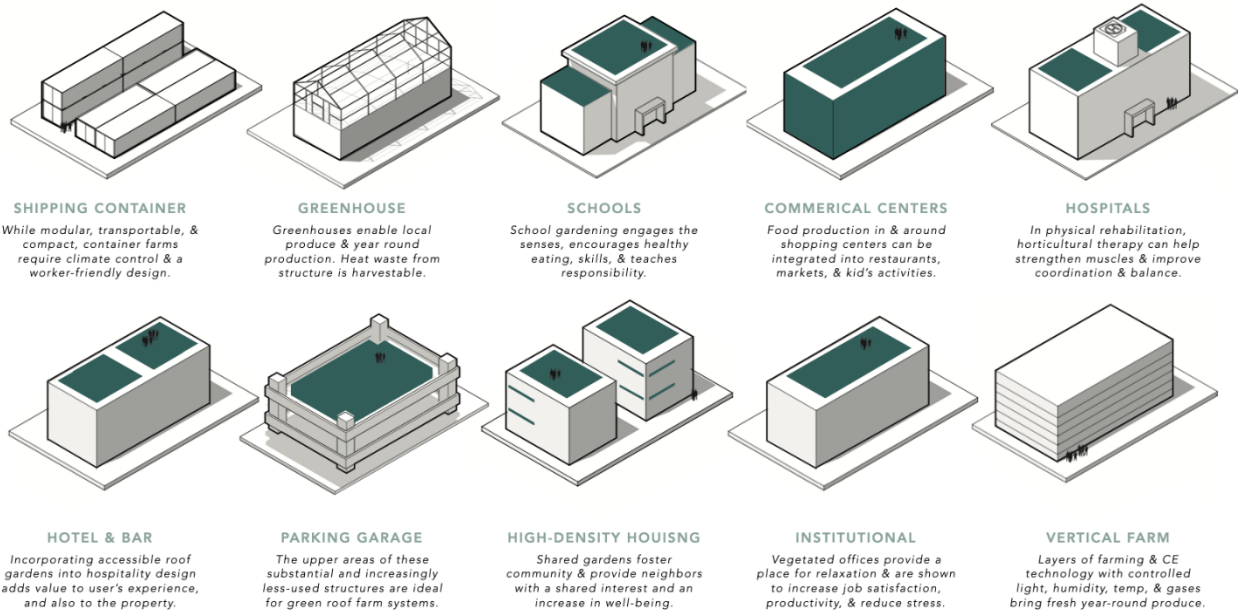 SHIPPING CONTAINER
While modular, transportable, &
compact, container farms
require climate control & a
worker-friendly design.
GREENHOUSE
Greenhouses enable local
produce & year round
production. Heat waste from
structure is harvestable.
SCHOOLS
School gardening engages the
senses, encourages healthy
eating, skills, & teaches
responsibility.
COMMERICAL CENTERS
Food production in & around
shopping centers can be
integrated into restaurants,
markets, & kid's activities.
HOSPITALS
In physical rehabilitation,
horticultural therapy can help
strengthen muscles & improve
coordination & balance.
HOTEL & BAR
Incorporating accessible roof
gardens into hospitality design
adds value to user's experience,
and also to the property.
PARKING GARAGE
The upper areas of these
substantial and increasingly
less-used structures are ideal
for green roof farm systems.
HIGH-DENSITY HOUISNG
Shared gardens foster
community & provide neighbors
with a shared interest and an
increase in well-being.
INSTITUTIONAL
Vegetated offices provide a
place for relaxation & are shown
to increase job satisfaction,
productivity, & reduce stress.
VERTICAL FARM
Layers of farming & CE
technology with controlled
light, humidity, temp, & gases
bring fresh year-round produce.